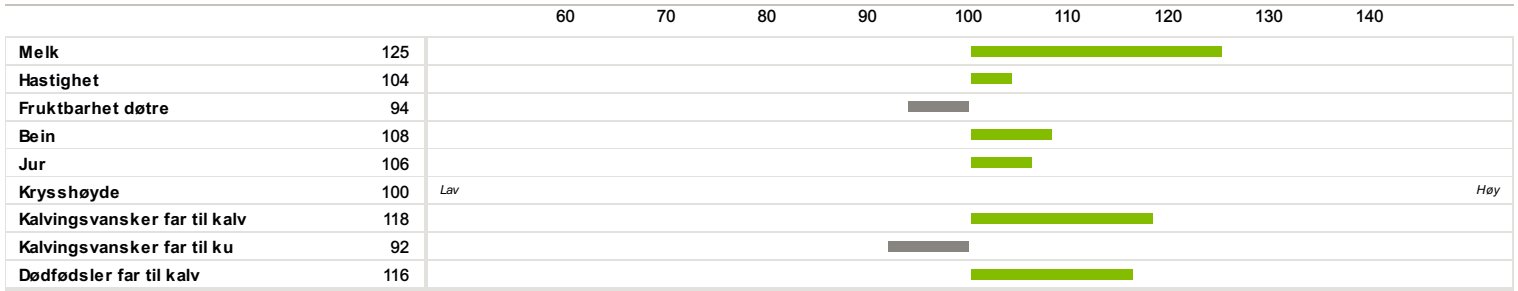 60 70 80 90 100 110 120 130 140
Melk 125
Hastighet 104
Fruktbarhet døtre 94
Bein 108
Jur 106
Krysshøyde 100 Lav Høy
Kalvingsvansker far til kalv 118
Kalvingsvansker far til ku 92
Dødfødsler far til kalv 116